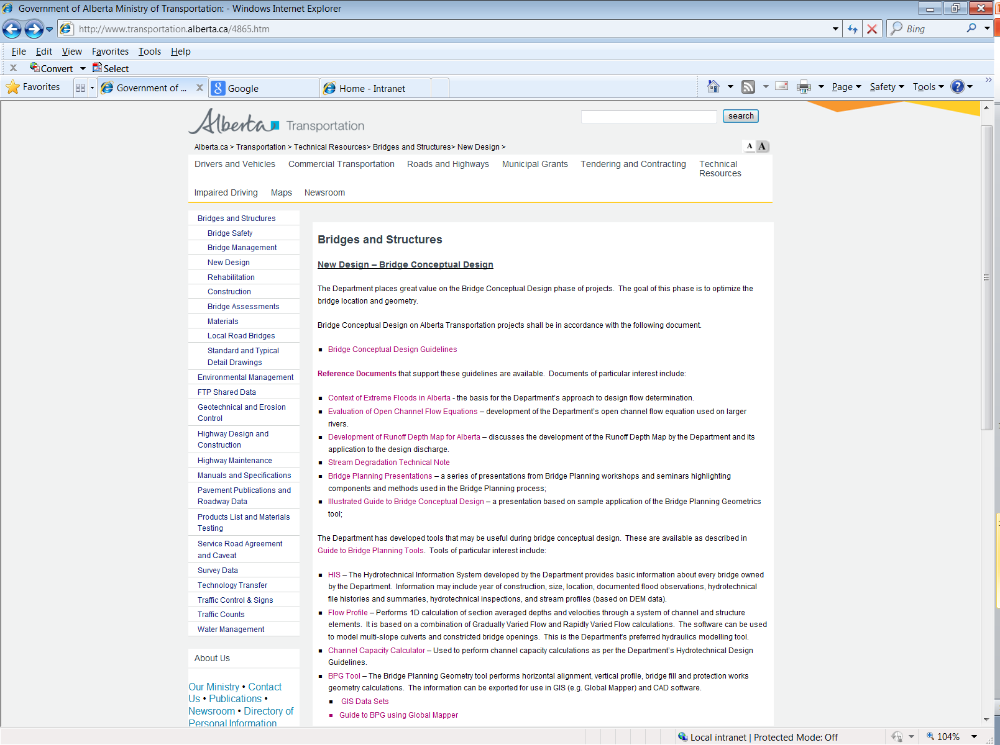 Government of Alberta Ministry of Transportation: - Windows Internet Explorer
http://www.transportation.alberta.ca/4865.htm
Bing
File Edit View Favorites Tools Help
x Convert Select
Favorites Government of ... x Google Home - Intranet Page Safety Tools
Alberta Transportation
search
Alberta.ca > Transportation > Technical Resources> Bridges and Structures> New Design >
A A
Drivers and Vehicles Commercial Transportation Roads and Highways Municipal Grants Tendering and Contracting Technical
Resources
Impaired Driving Maps Newsroom
Bridges and Structures
Bridge Safety
Bridge Management
New Design
Rehabilitation
Construction
Bridge Assessments
Materials
Local Road Bridges
Standard and Typical
Detail Drawings
Environmental Management
FTP Shared Data
Geotechnical and Erosion
Control
Highway Design and
Construction
Highway Maintenance
Manuals and Specifications
Pavement Publications and
Roadway Data
Products List and Materials
Testing
Service Road Agreement
and Caveat
Survey Data
Technology Transfer
Traffic Control & Signs
Traffic Counts
Water Management
About Us
Our Ministry • Contact
Us • Publications •
Newsroom • Directory of
Personal Information
Bridges and Structures
New Design – Bridge Conceptual Design
The Department places great value on the Bridge Conceptual Design phase of projects. The goal of this phase is to optimize the
bridge location and geometry.
Bridge Conceptual Design on Alberta Transportation projects shall be in accordance with the following document.
▪ Bridge Conceptual Design Guidelines
Reference Documents that support these guidelines are available. Documents of particular interest include:
▪ Context of Extreme Floods in Alberta - the basis for the Department's approach to design flow determination.
▪ Evaluation of Open Channel Flow Equations – development of the Department's open channel flow equation used on larger
rivers.
▪ Development of Runoff Depth Map for Alberta – discusses the development of the Runoff Depth Map by the Department and its
application to the design discharge.
▪ Stream Degradation Technical Note
▪ Bridge Planning Presentations – a series of presentations from Bridge Planning workshops and seminars highlighting
components and methods used in the Bridge Planning process;
▪ Illustrated Guide to Bridge Conceptual Design – a presentation based on sample application of the Bridge Planning Geometrics
tool;
The Department has developed tools that may be useful during bridge conceptual design. These are available as described in
Guide to Bridge Planning Tools. Tools of particular interest include:
▪ HIS – The Hydrotechnical Information System developed by the Department provides basic information about every bridge owned
by the Department. Information may include year of construction, size, location, documented flood observations, hydrotechnical
file histories and summaries, hydrotechnical inspections, and stream profiles (based on DEM data).
▪ Flow Profile – Performs 1D calculation of section averaged depths and velocities through a system of channel and structure
elements. It is based on a combination of Gradually Varied Flow and Rapidly Varied Flow calculations. The software can be used
to model multi-slope culverts and constricted bridge openings. This is the Department's preferred hydraulics modelling tool.
▪ Channel Capacity Calculator – Used to perform channel capacity calculations as per the Department's Hydrotechnical Design
Guidelines.
▪ BPG Tool – The Bridge Planning Geometry tool performs horizontal alignment, vertical profile, bridge fill and protection works
geometry calculations. The information can be exported for use in GIS (e.g. Global Mapper) and CAD software.
▪ GIS Data Sets
▪ Guide to BPG using Global Mapper
Local intranet | Protected Mode: Off 104%